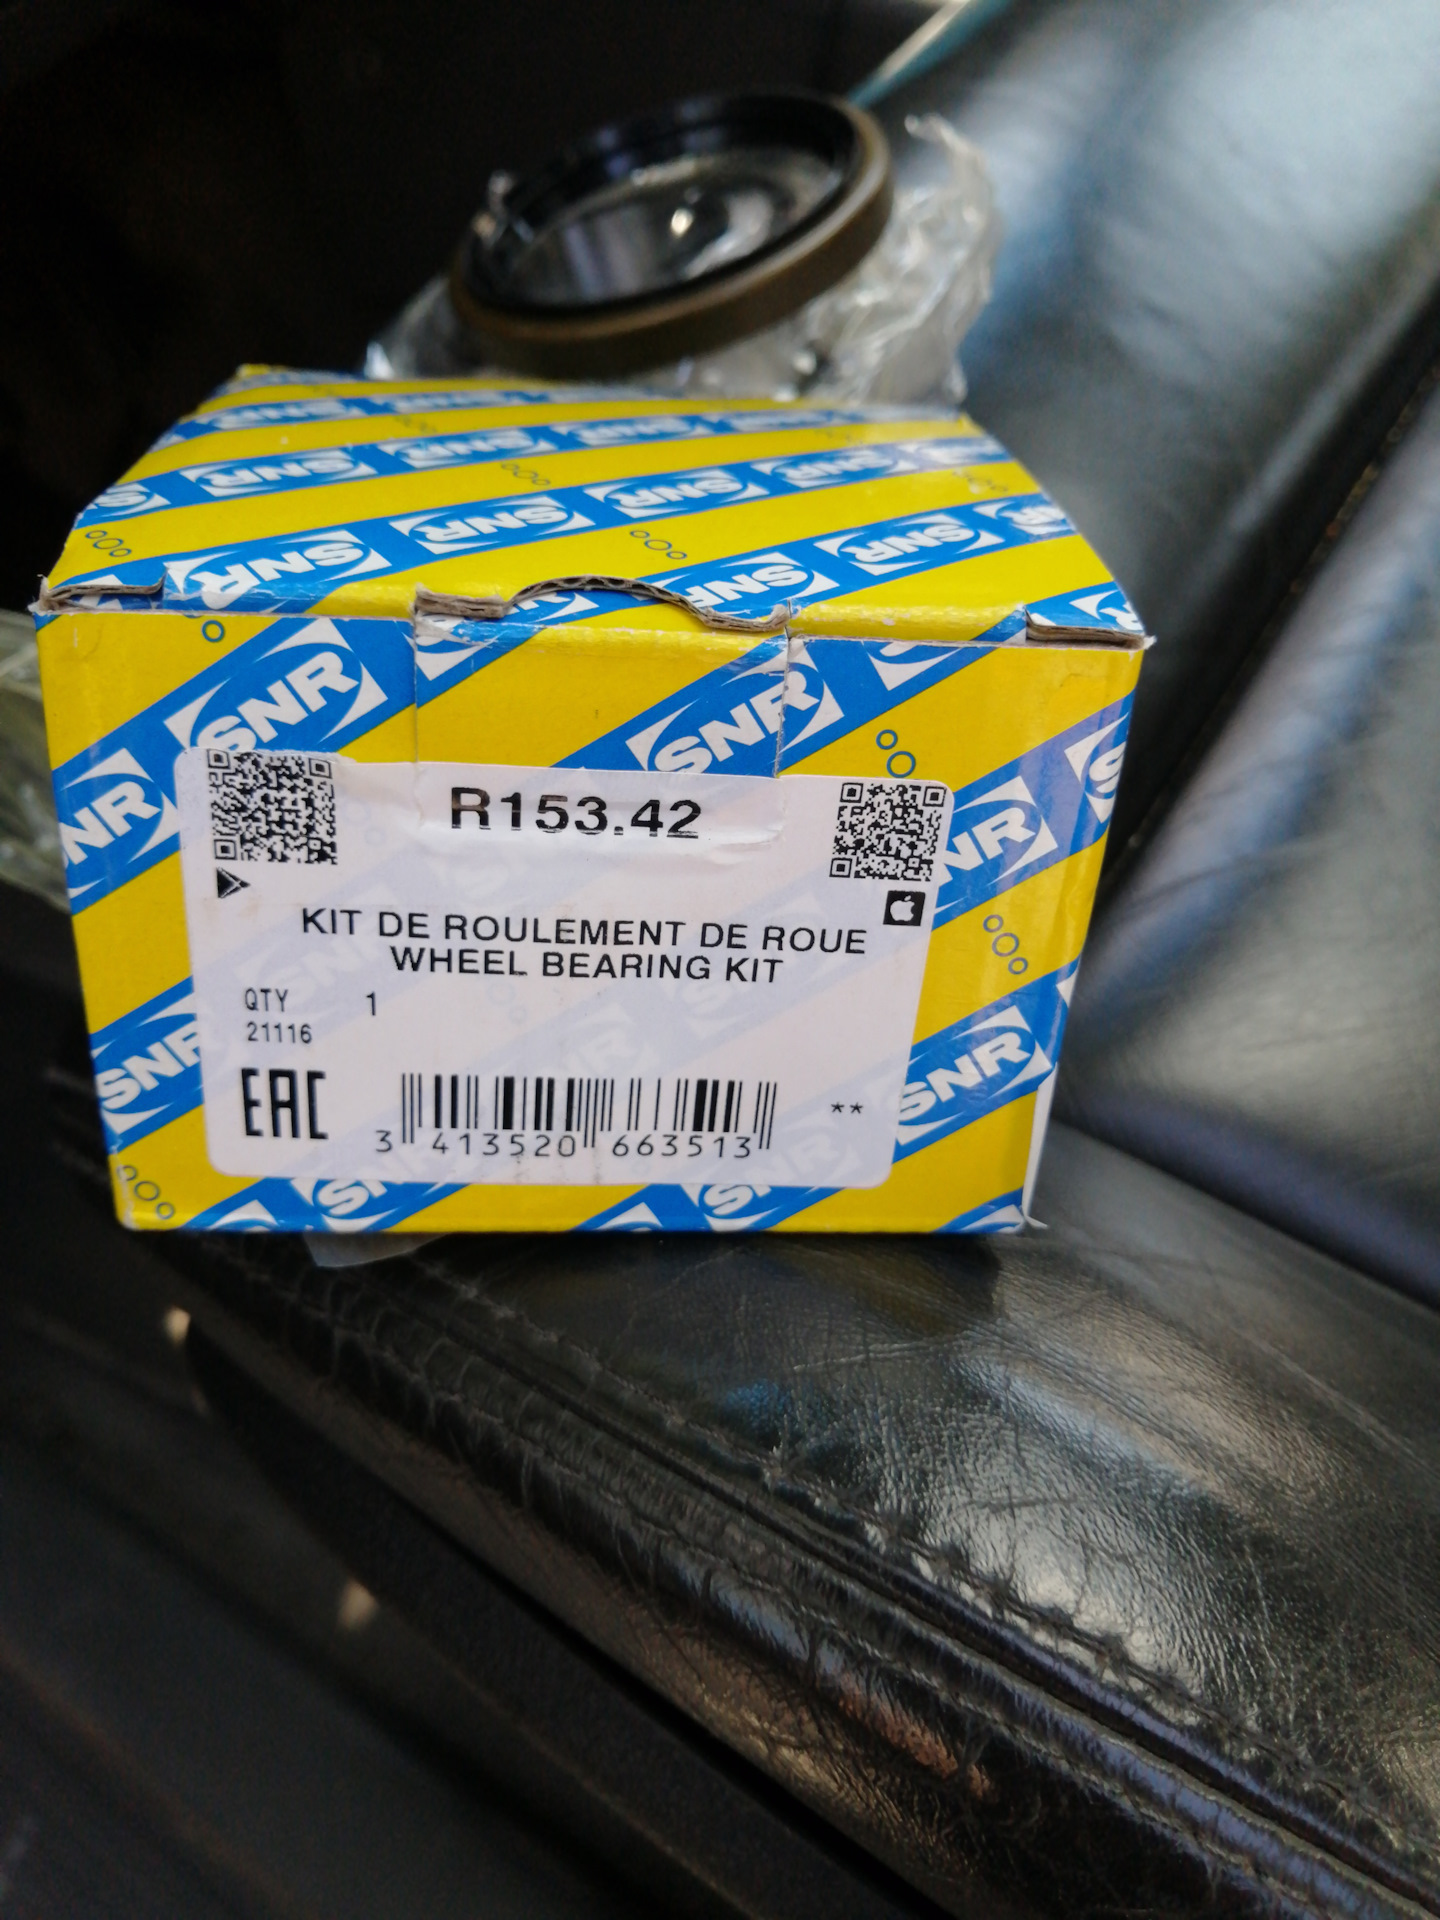 SNR
R153.42
KIT DE ROULEMENT DE ROUE
WHEEL BEARING KIT
QTY 1
21116
EAC
3 413520 663513
**